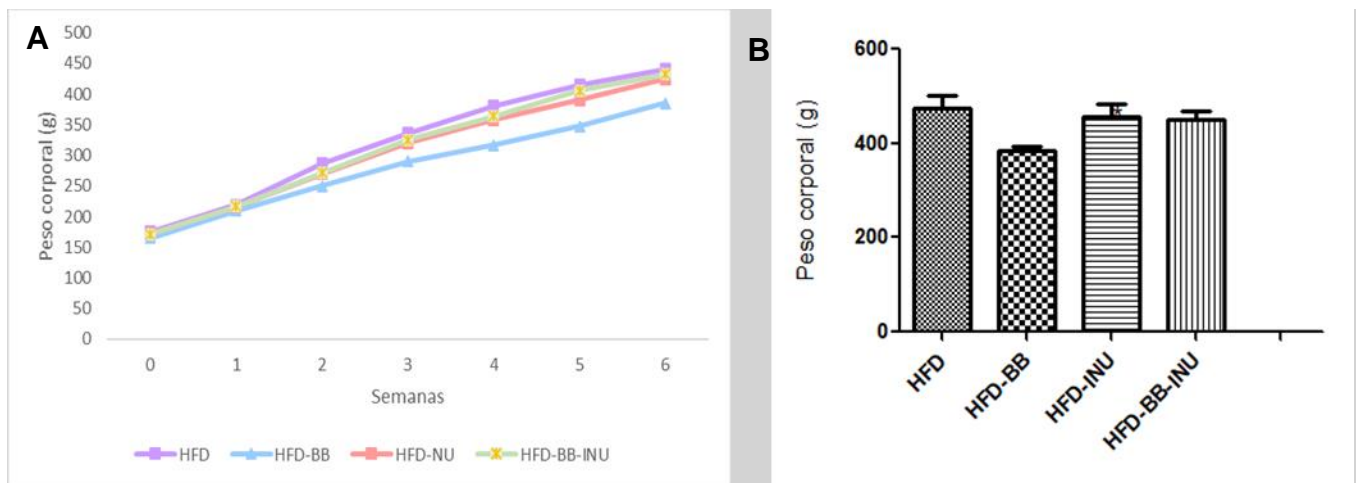 A
Peso corporal (g)
500
450
400
350
300
250
200
150
100
50
0
0 1 2 3 4 5 6
Semanas
HFD HFD-BB HFD-NU HFD-BB-INU
B
Peso corporal (g)
600
400
200
0
*
HFD HFD-BB HFD-INU HFD-BB-INU